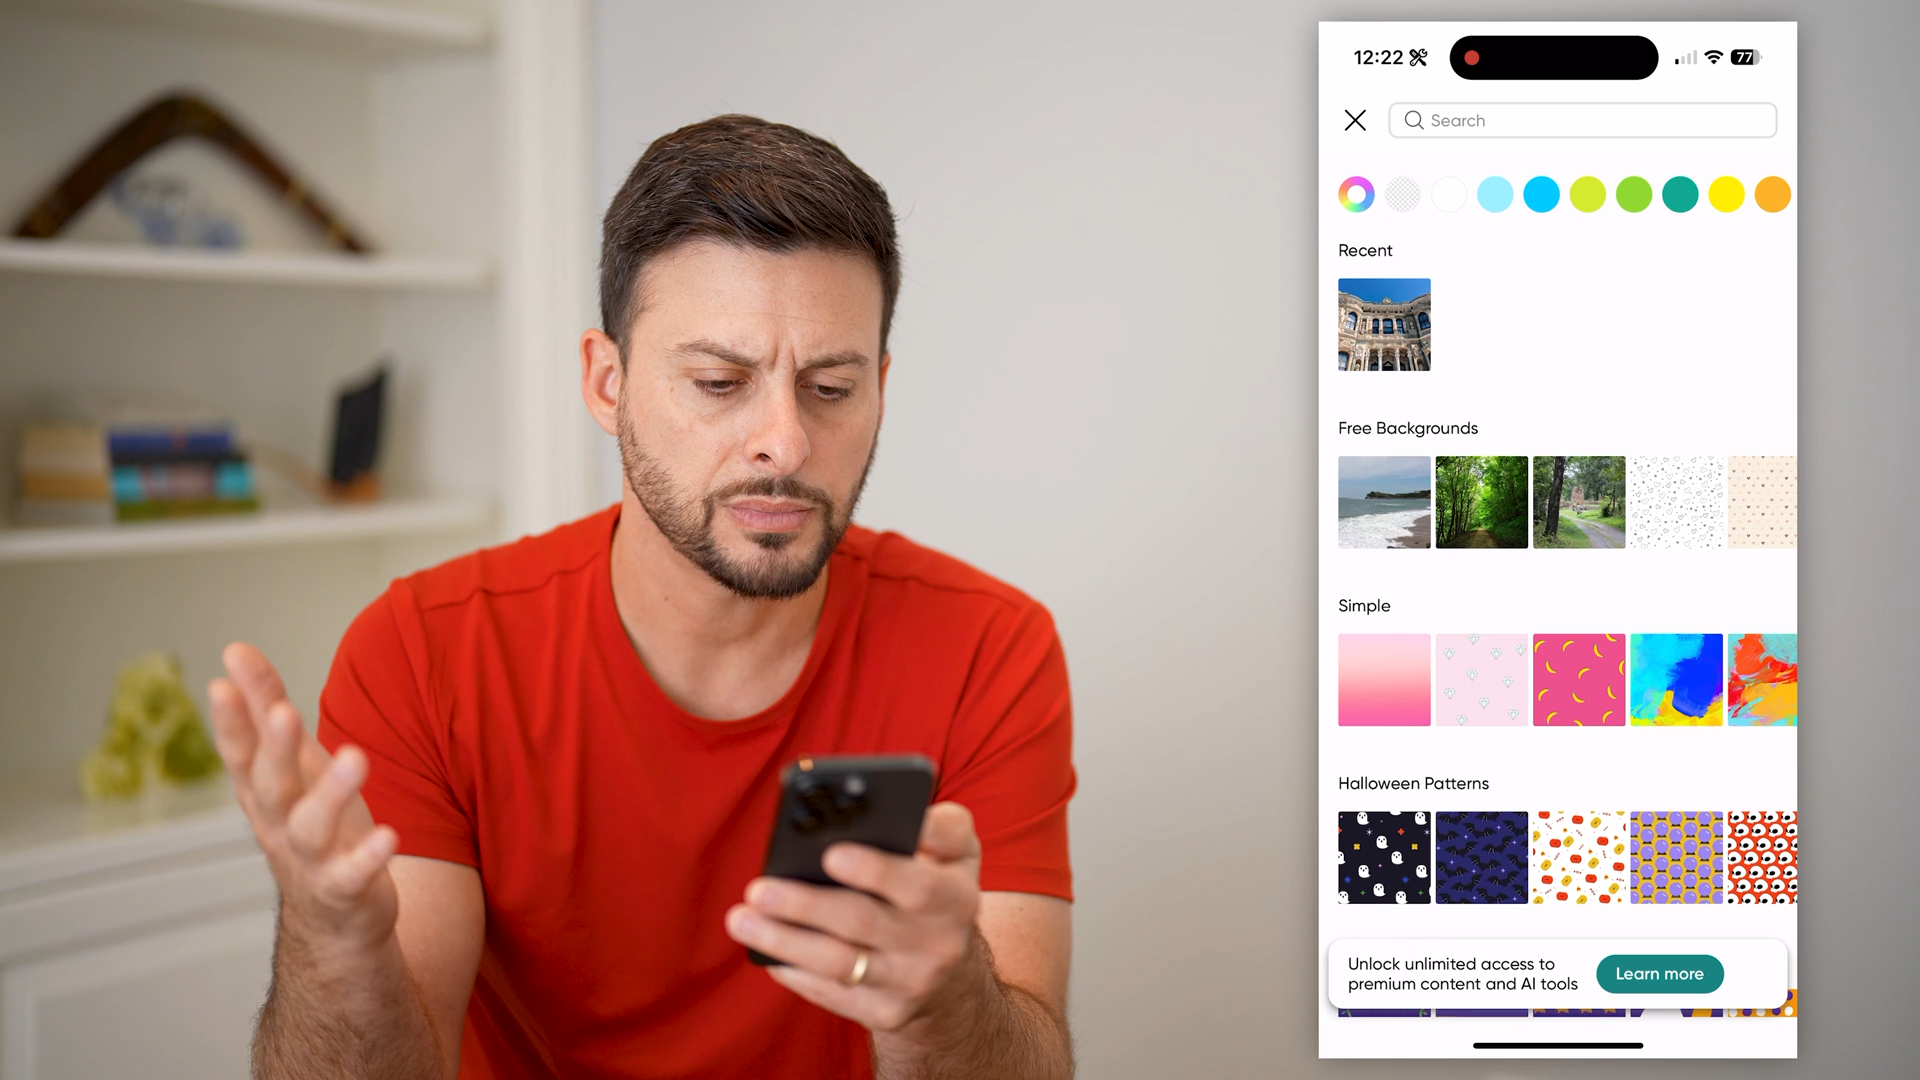 12:22
77
Search
Recent
Free Backgrounds
Simple
Halloween Patterns
Unlock unlimited access to
premium content and AI tools
Learn more